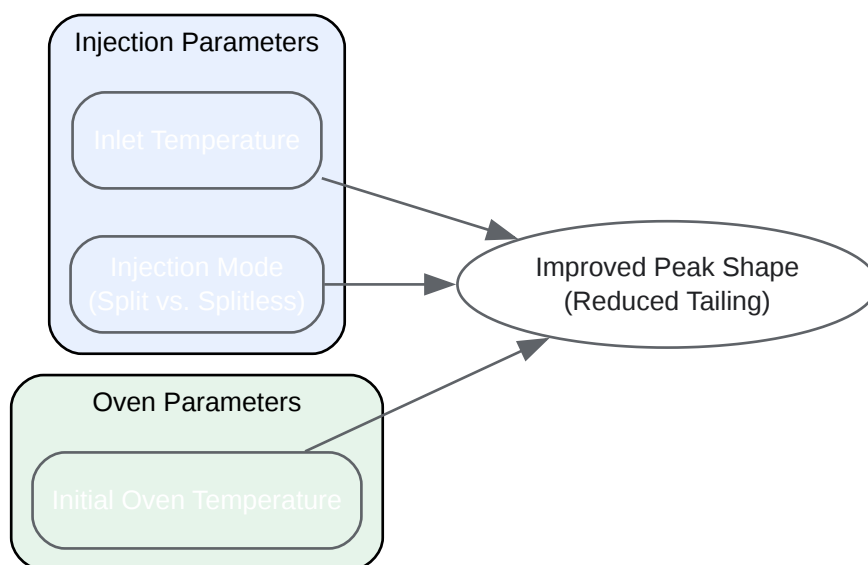 Injection Parameters
Inlet Temperature
Injection Mode
(Split vs. Splitless)
Improved Peak Shape
(Reduced Tailing)
Oven Parameters
Initial Oven Temperature